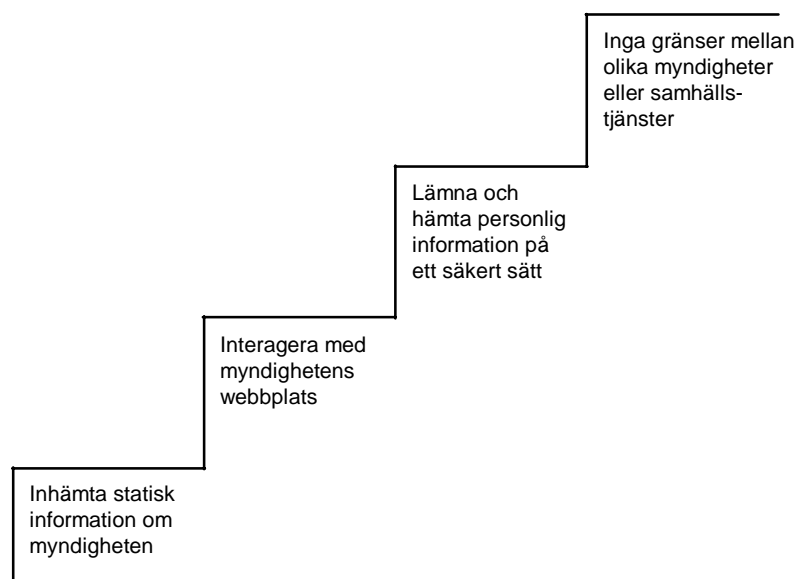 Inga gränser mellan
olika myndigheter
eller samhälls-
tjänster
Lämna och
hämta personlig
information på
ett säkert sätt
Interagera med
myndighetens
webbplats
Inhämta statisk
information om
myndigheten